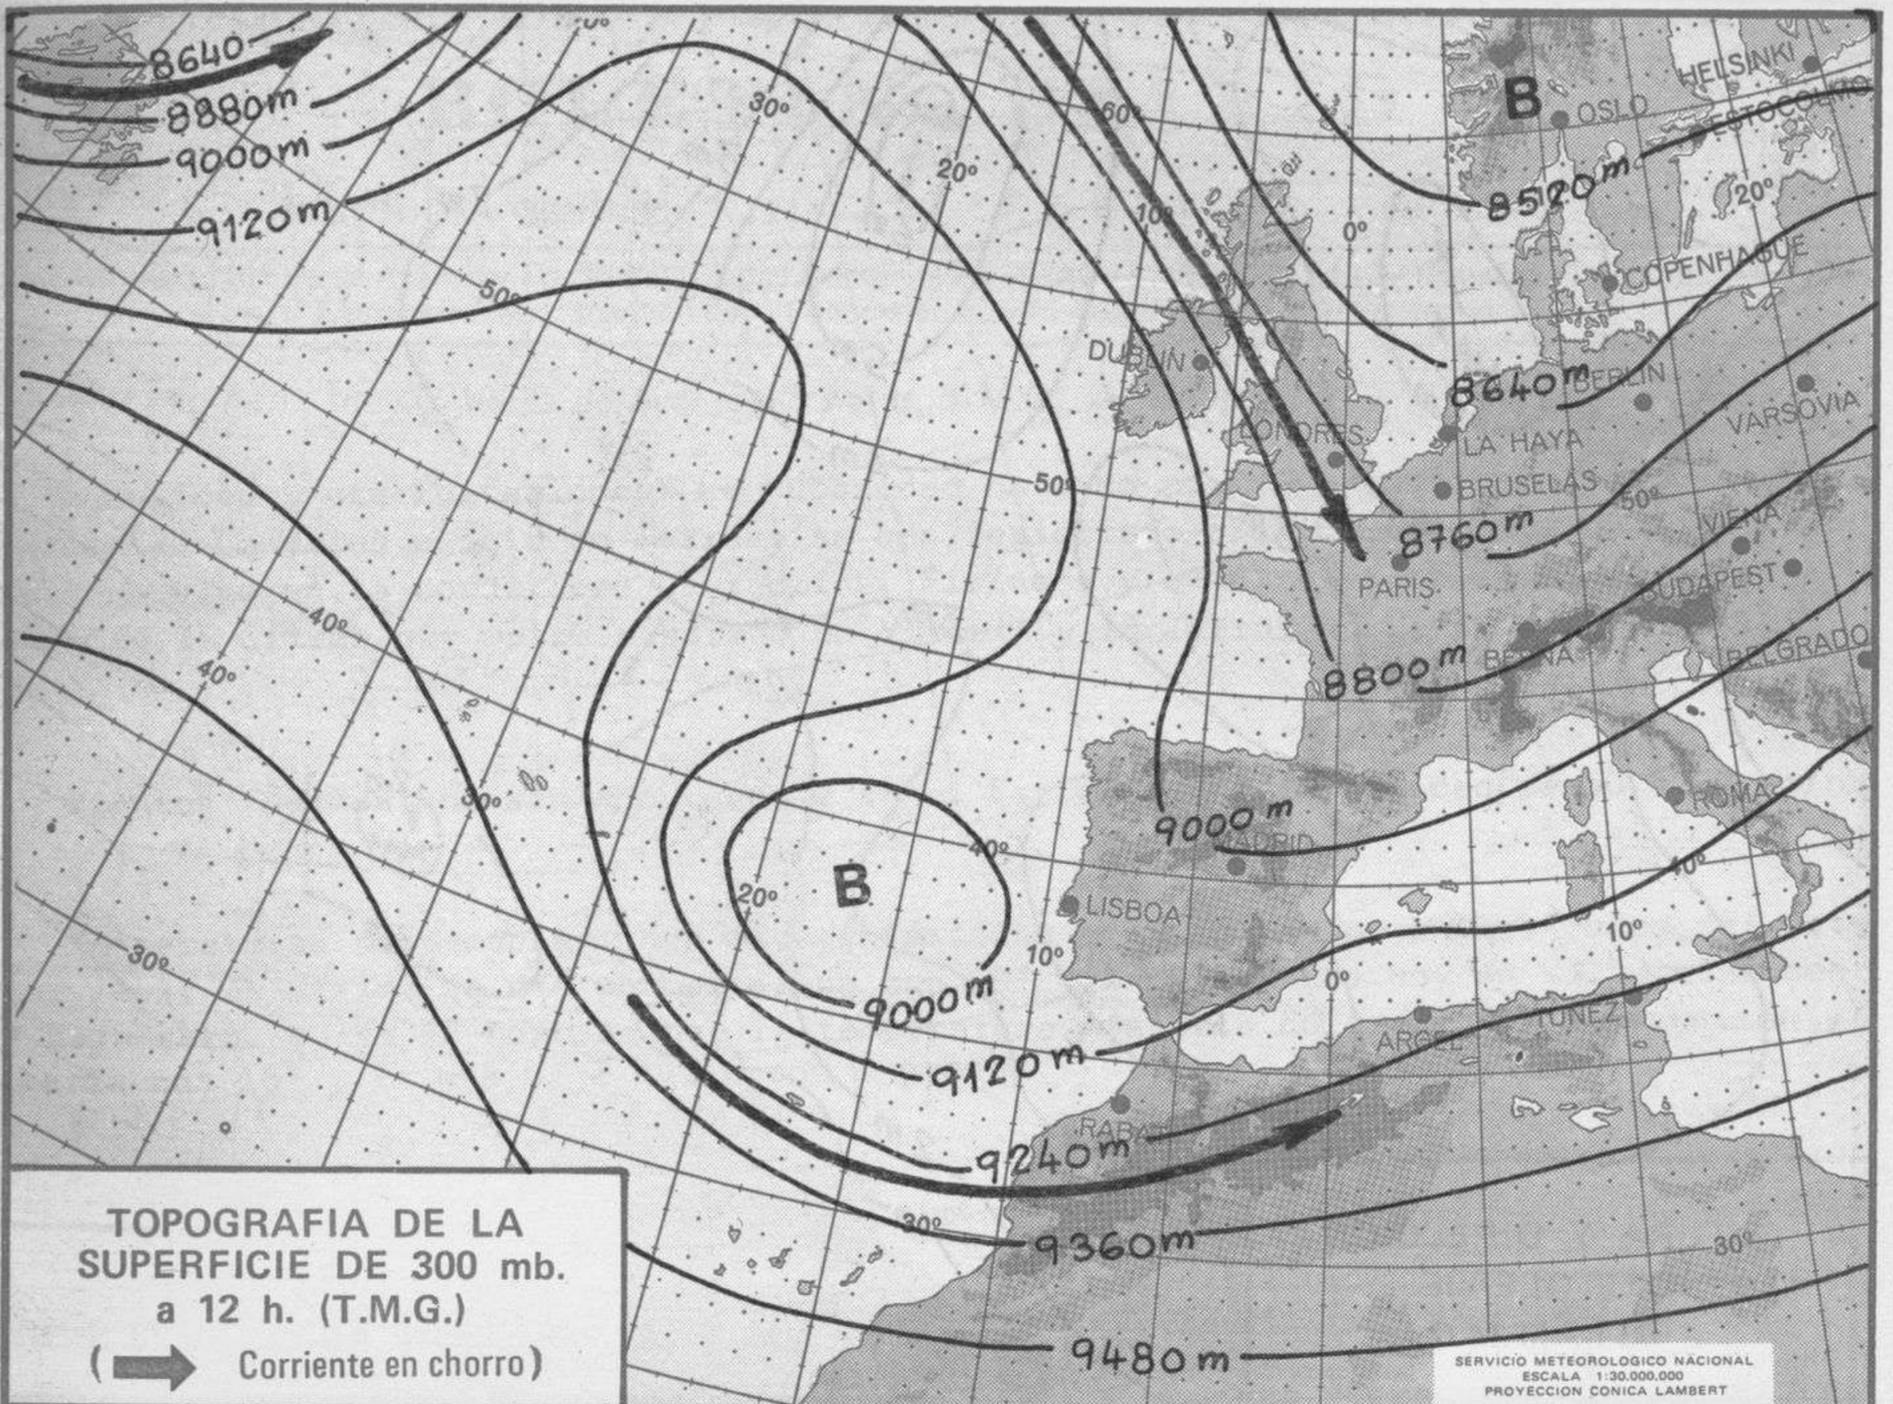 8640
8880m
9000m
9120m
30°
20°
60°
10°
0°
B
OSLO
HELSINKI
ESTOCOLMO
8520m
20°
COPENHAGUE
50°
DUBLIN
8640m
BERLIN
VARSOVIA
LONDRES
LA HAYA
BRUSELAS
50°
50°
VIENA
8760m
PARIS
BUDAPEST
40°
40°
8800m
BERNA
BELGRADO
30°
9000m
MADRID
ROMA
40°
40°
20°
B
LISBOA
10°
10°
0°
30°
9000m
ARGEL
TUNEZ
9120m
RABAT
9240m
30°
9360m
30°
9480m
TOPOGRAFIA DE LA
SUPERFICIE DE 300 mb.
a 12 h. (T.M.G.)
( Corriente en chorro)
SERVICIO METEOROLOGICO NACIONAL
ESCALA 1:30.000.000
PROYECCION CONICA LAMBERT